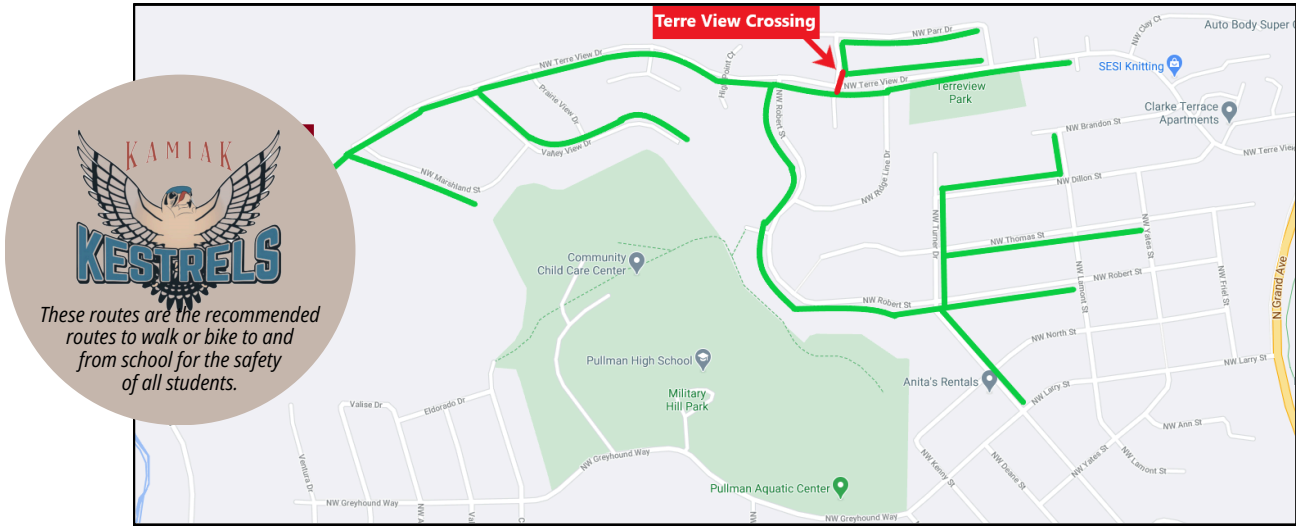 Terre View Crossing
NW Parr Dr
NW Clay Ct
Auto Body Super
NW Terre View Dr
High Point Ct
NW Terre View Dr
SESI Knitting
Terreview
Park
Prairie View Dr
NW Robert St
Clarke Terrace
Apartments
NW Brandon St
Valley View Dr
NW Terre View
KAMIAK
KESTRELS
NW Marshland St
NW Ridge Line Dr
NW Dillon St
NW Turner Dr
NW Yates St
NW Thomas St
Community
Child Care Center
NW Lamont St
NW Robert St
NW Friel St
N Grand Ave
NW Robert St
These routes are the recommended
routes to walk or bike to and
from school for the safety
of all students.
NW North St
Pullman High School
NW Larry St
Anita's Rentals
Military
Hill Park
NW Larry St
Valise Dr
Eldorado Dr
NW Ann St
NW Greyhound Way
Ventura Dr
NW Kenny St
NW Deane St
NW Yates St
NW Lamont St
Pullman Aquatic Center
NW Greyhound Way
NW Greyhound Way
NW